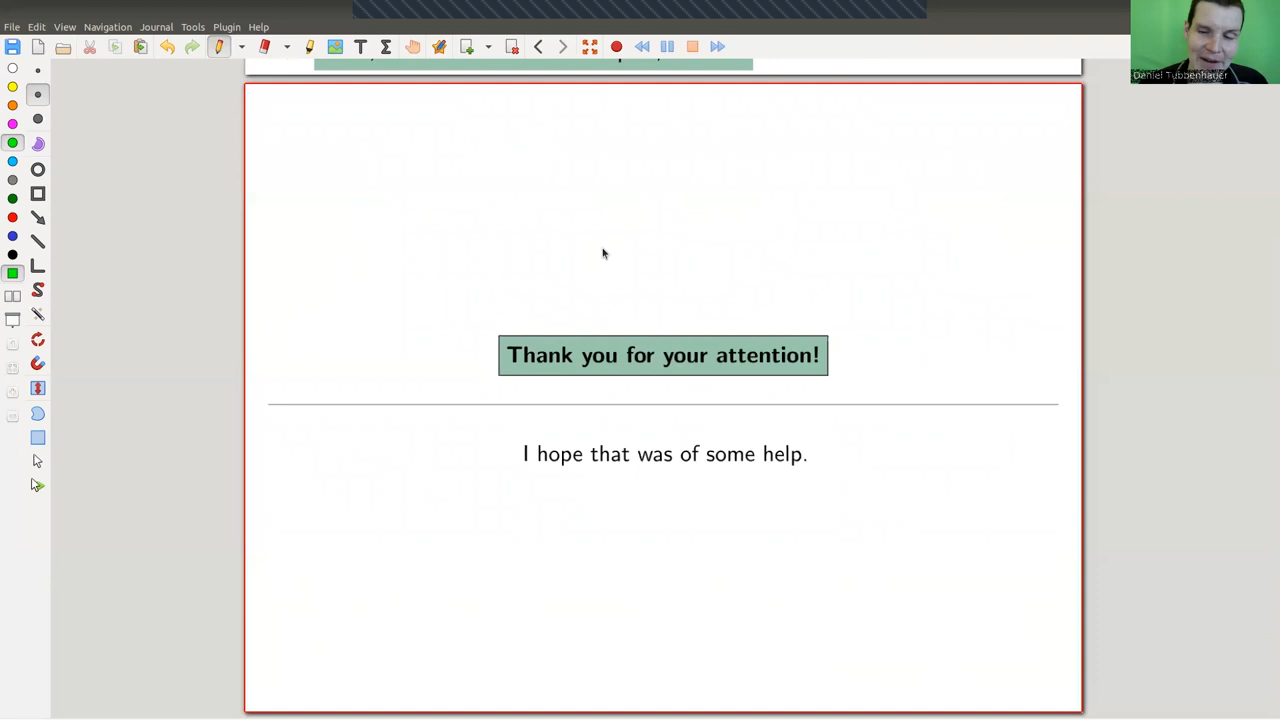 File Edit View Navigation Journal Tools Plugin Help
Daniel Tubbenhauer
Thank you for your attention!
I hope that was of some help.